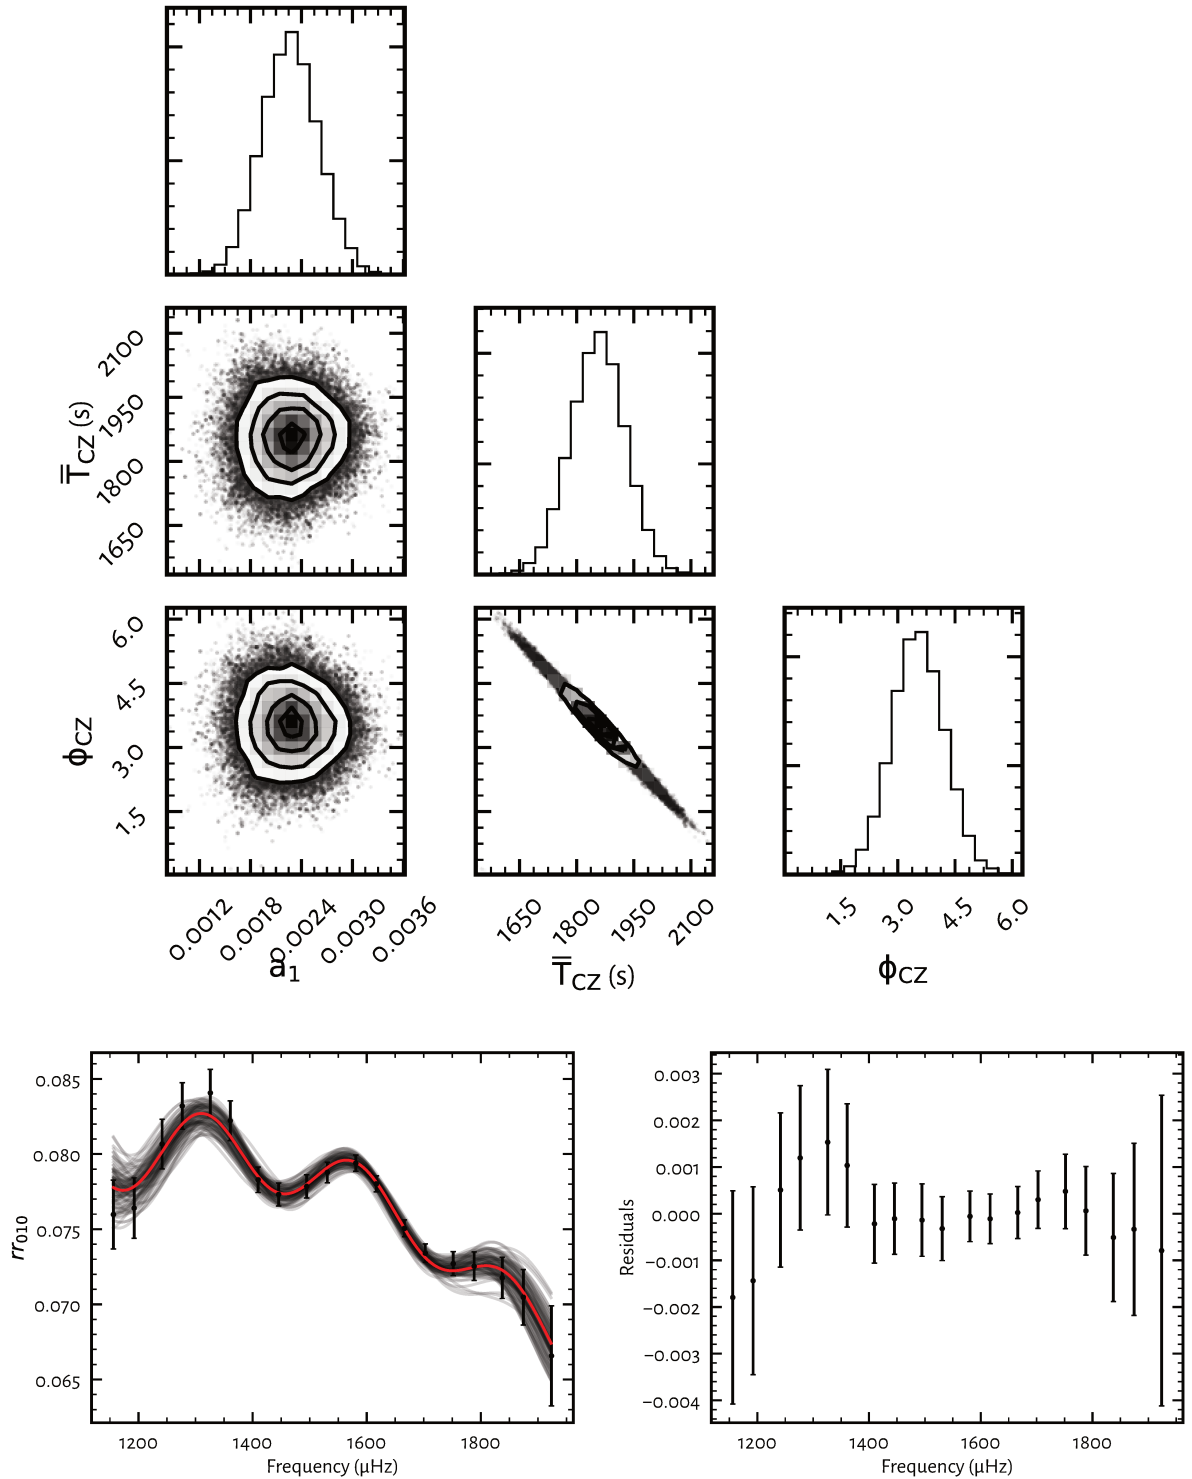 2100
1950
1800
1650
T̿CZ (s)
6.0
4.5
3.0
1.5
ϕCZ
0.0012 0.0018 0.0024 0.0030 0.0036
a1
1650 1800 1950 2100
T̿CZ (s)
1.5 3.0 4.5 6.0
ϕCZ
0.085
0.080
0.075
0.070
0.065
rr010
1200 1400 1600 1800
Frequency (μHz)
0.003
0.002
0.001
0.000
−0.001
−0.002
−0.003
−0.004
Residuals
1200 1400 1600 1800
Frequency (μHz)